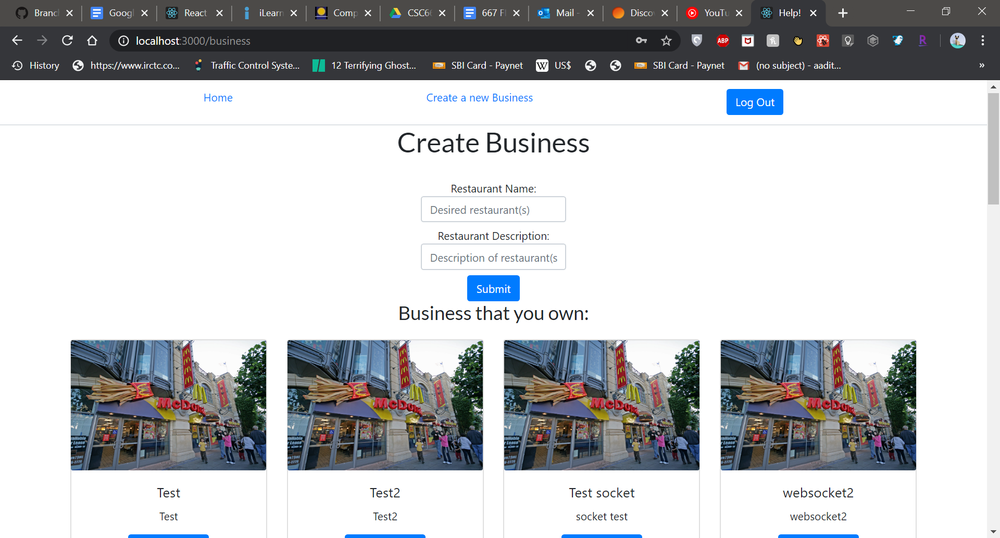 Branc Googl React iLearn Comp CSC66 667 Fl Mail - Disco YouTu Help!
localhost:3000/business
ABP
R
History https://www.irctc.co... Traffic Control Syste... 12 Terrifying Ghost... W SBI Card - Paynet US$ SBI Card - Paynet (no subject) - aadit... »
Home Create a new Business Log Out
Create Business
Restaurant Name:
Desired restaurant(s)
Restaurant Description:
Description of restaurant(s
Submit
Business that you own:
Test Test2 Test socket websocket2
Test Test2 socket test websocket2